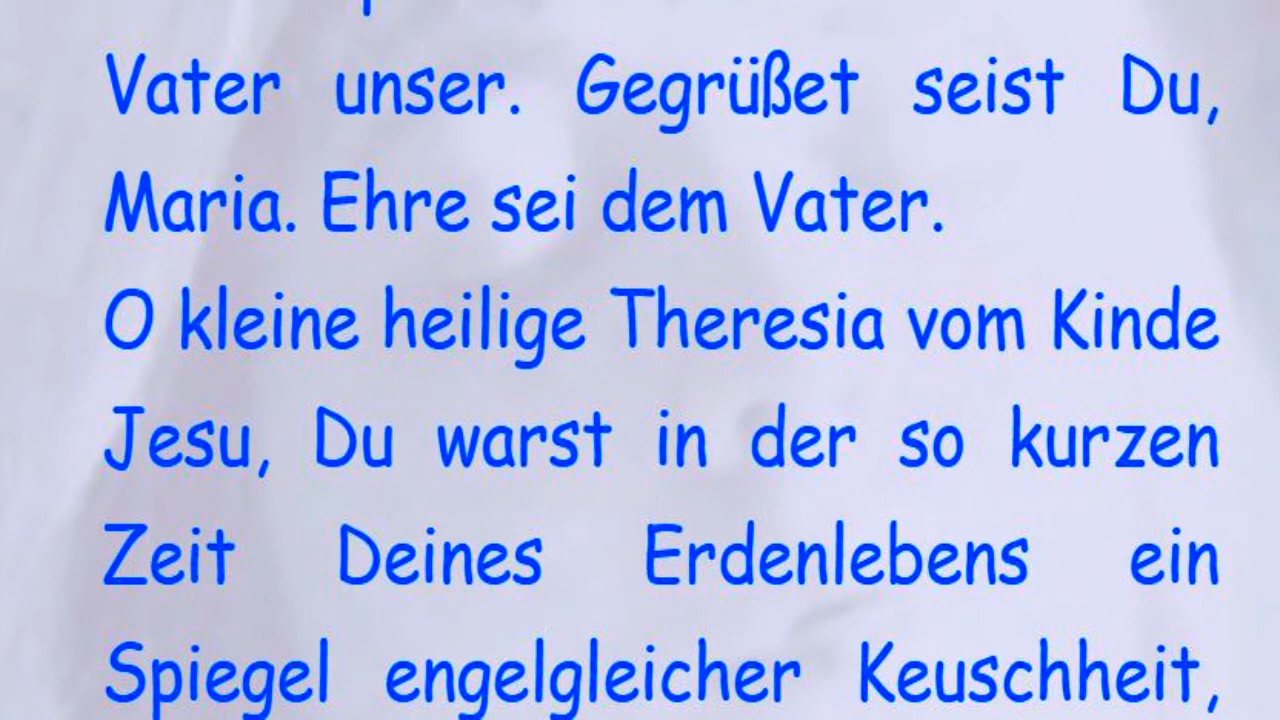 Vater unser. Gegrüßet seist Du,
Maria. Ehre sei dem Vater.
O kleine heilige Theresia vom Kinde
Jesu, Du warst in der so kurzen
Zeit Deines Erdenlebens ein
Spiegel engelgleicher Keuschheit,